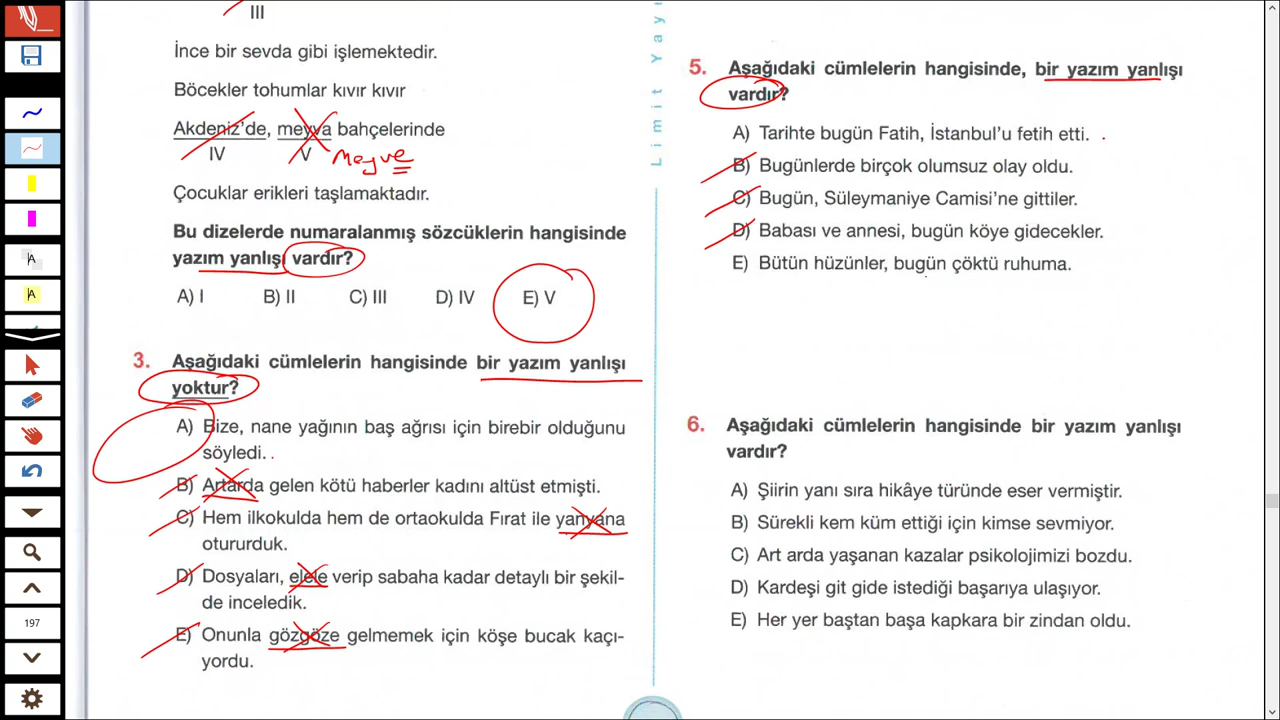 III
İnce bir sevda gibi işlemektedir.
Böcekler tohumlar kıvır kıvır
Akdeniz'de, meyva bahçelerinde
IV V meyve
Çocuklar erikleri taşlamaktadır.
Bu dizelerde numaralanmış sözcüklerin hangisinde
yazım yanlışı vardır?
A) I B) II C) III D) IV E) V
3. Aşağıdaki cümlelerin hangisinde bir yazım yanlışı
yoktur?
A) Bize, nane yağının baş ağrısı için birebir olduğunu
söyledi.
B) Artarda gelen kötü haberler kadını altüst etmişti.
C) Hem ilkokulda hem de ortaokulda Fırat ile yanyana
otururduk.
D) Dosyaları, elele verip sabaha kadar detaylı bir şekil-
de inceledik.
E) Onunla gözgöze gelmemek için köşe bucak kaçı-
yordu.
Limit Yayı
5. Aşağıdaki cümlelerin hangisinde, bir yazım yanlışı
vardır?
A) Tarihte bugün Fatih, İstanbul'u fetih etti.
B) Bugünlerde birçok olumsuz olay oldu.
C) Bugün, Süleymaniye Camisi'ne gittiler.
D) Babası ve annesi, bugün köye gidecekler.
E) Bütün hüzünler, bugün çöktü ruhuma.
6. Aşağıdaki cümlelerin hangisinde bir yazım yanlışı
vardır?
A) Şiirin yanı sıra hikâye türünde eser vermiştir.
B) Sürekli kem küm ettiği için kimse sevmiyor.
C) Art arda yaşanan kazalar psikolojimizi bozdu.
D) Kardeşi git gide istediği başarıya ulaşıyor.
E) Her yer baştan başa kapkara bir zindan oldu.
A
A
197